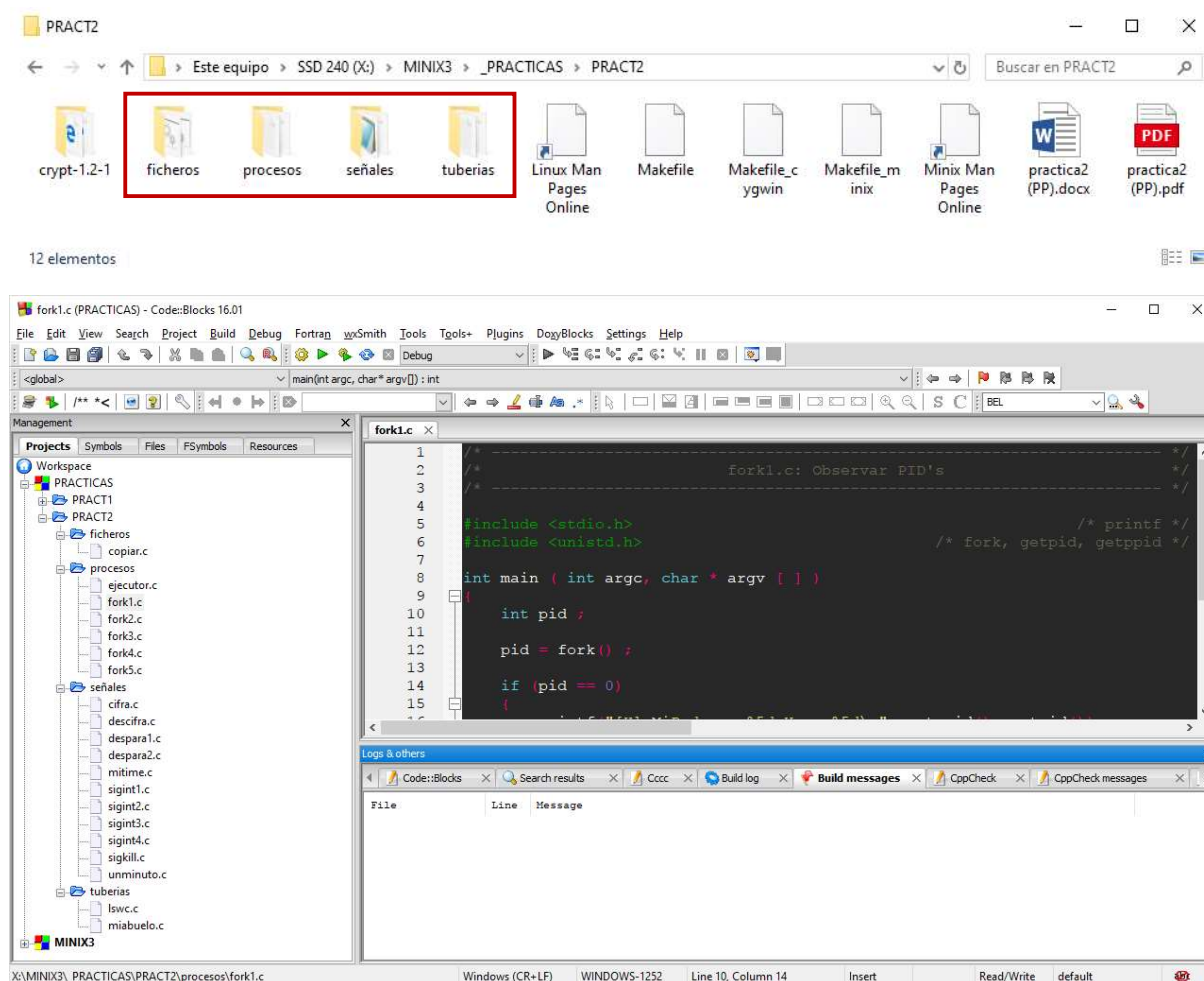 PRACT2
Este equipo > SSD 240 (X:) > MINIX3 > _PRACTICAS > PRACT2
Buscar en PRACT2
crypt-1.2-1
ficheros
procesos
señales
tuberias
Linux Man Pages Online
Makefile
Makefile_cygwin
Makefile_minix
Minix Man Pages Online
practica2 (PP).docx
practica2 (PP).pdf
12 elementos
fork1.c (PRACTICAS) - Code::Blocks 16.01
File Edit View Search Project Build Debug Fortran wxSmith Tools Tools+ Plugins DoxyBlocks Settings Help
Debug
<global> main(int argc, char* argv[]) : int
/** *< S C BEL
Management
Projects Symbols Files FSymbols Resources
Workspace
PRACTICAS
PRACT1
PRACT2
ficheros
copiar.c
procesos
ejecutor.c
fork1.c
fork2.c
fork3.c
fork4.c
fork5.c
señales
cifra.c
descifra.c
despara1.c
despara2.c
mitime.c
sigint1.c
sigint2.c
sigint3.c
sigint4.c
sigkill.c
unminuto.c
tuberias
lswc.c
miabuelo.c
MINIX3
fork1.c
1 /* --- */
2 /* fork1.c: Observar PID's */
3 /* --- */
4
5 #include <stdio.h> /* printf */
6 #include <unistd.h> /* fork, getpid, getppid */
7
8 int main ( int argc, char * argv [ ] )
9 {
10 int pid ;
11
12 pid = fork() ;
13
14 if (pid == 0)
15 {
Logs & others
Code::Blocks Search results Cccc Build log Build messages CppCheck CppCheck messages
File Line Message
X:\MINIX3\_PRACTICAS\PRACT2\procesos\fork1.c Windows (CR+LF) WINDOWS-1252 Line 10, Column 14 Insert Read/Write default